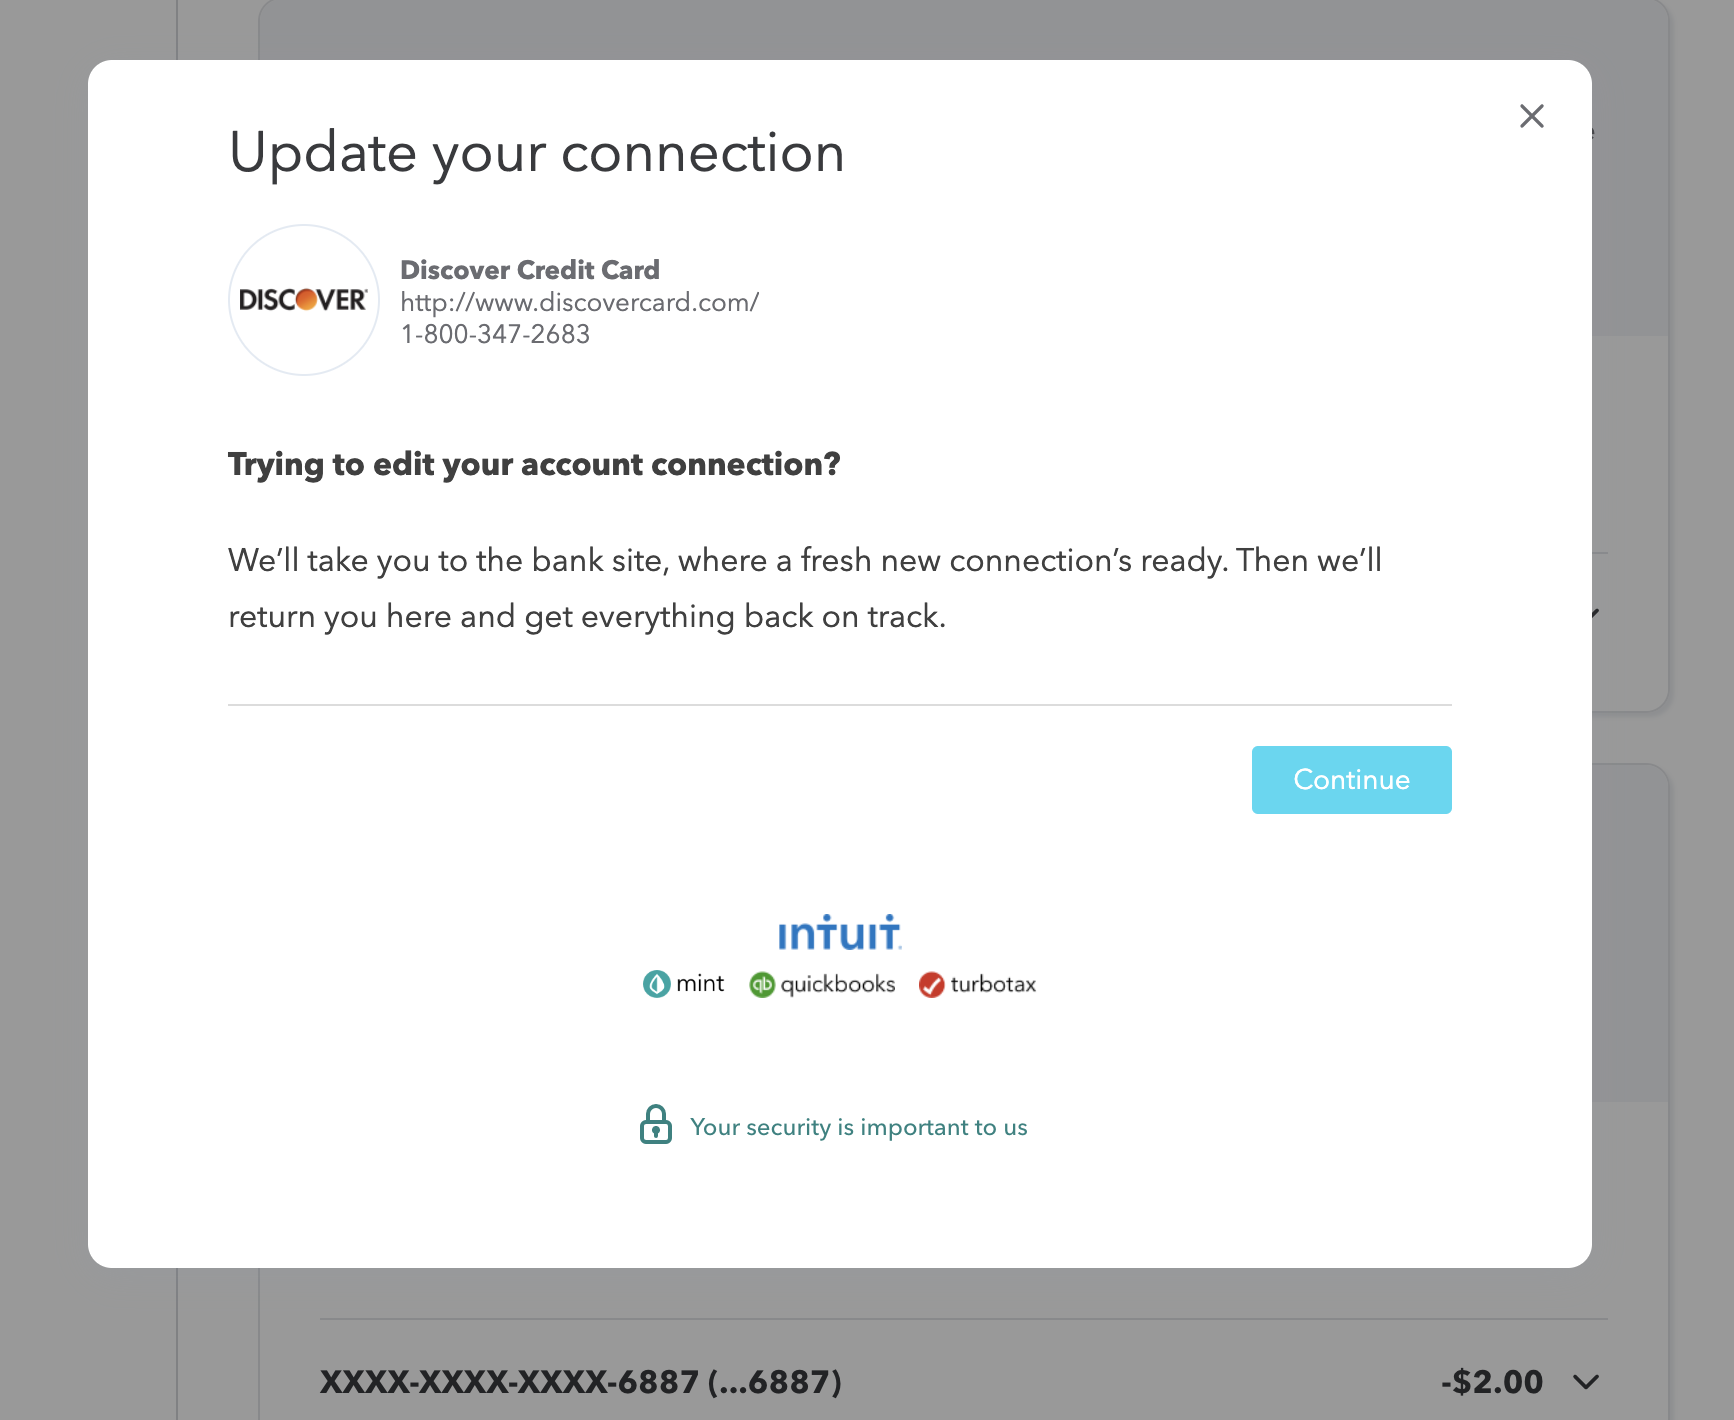 Update your connection
DISCOVER
Discover Credit Card
http://www.discovercard.com/
1-800-347-2683
Trying to edit your account connection?
We’ll take you to the bank site, where a fresh new connection’s ready. Then we’ll
return you here and get everything back on track.
Continue
intuit
mint qb quickbooks turbotax
Your security is important to us
XXXX-XXXX-XXXX-6887 (...6887) -$2.00